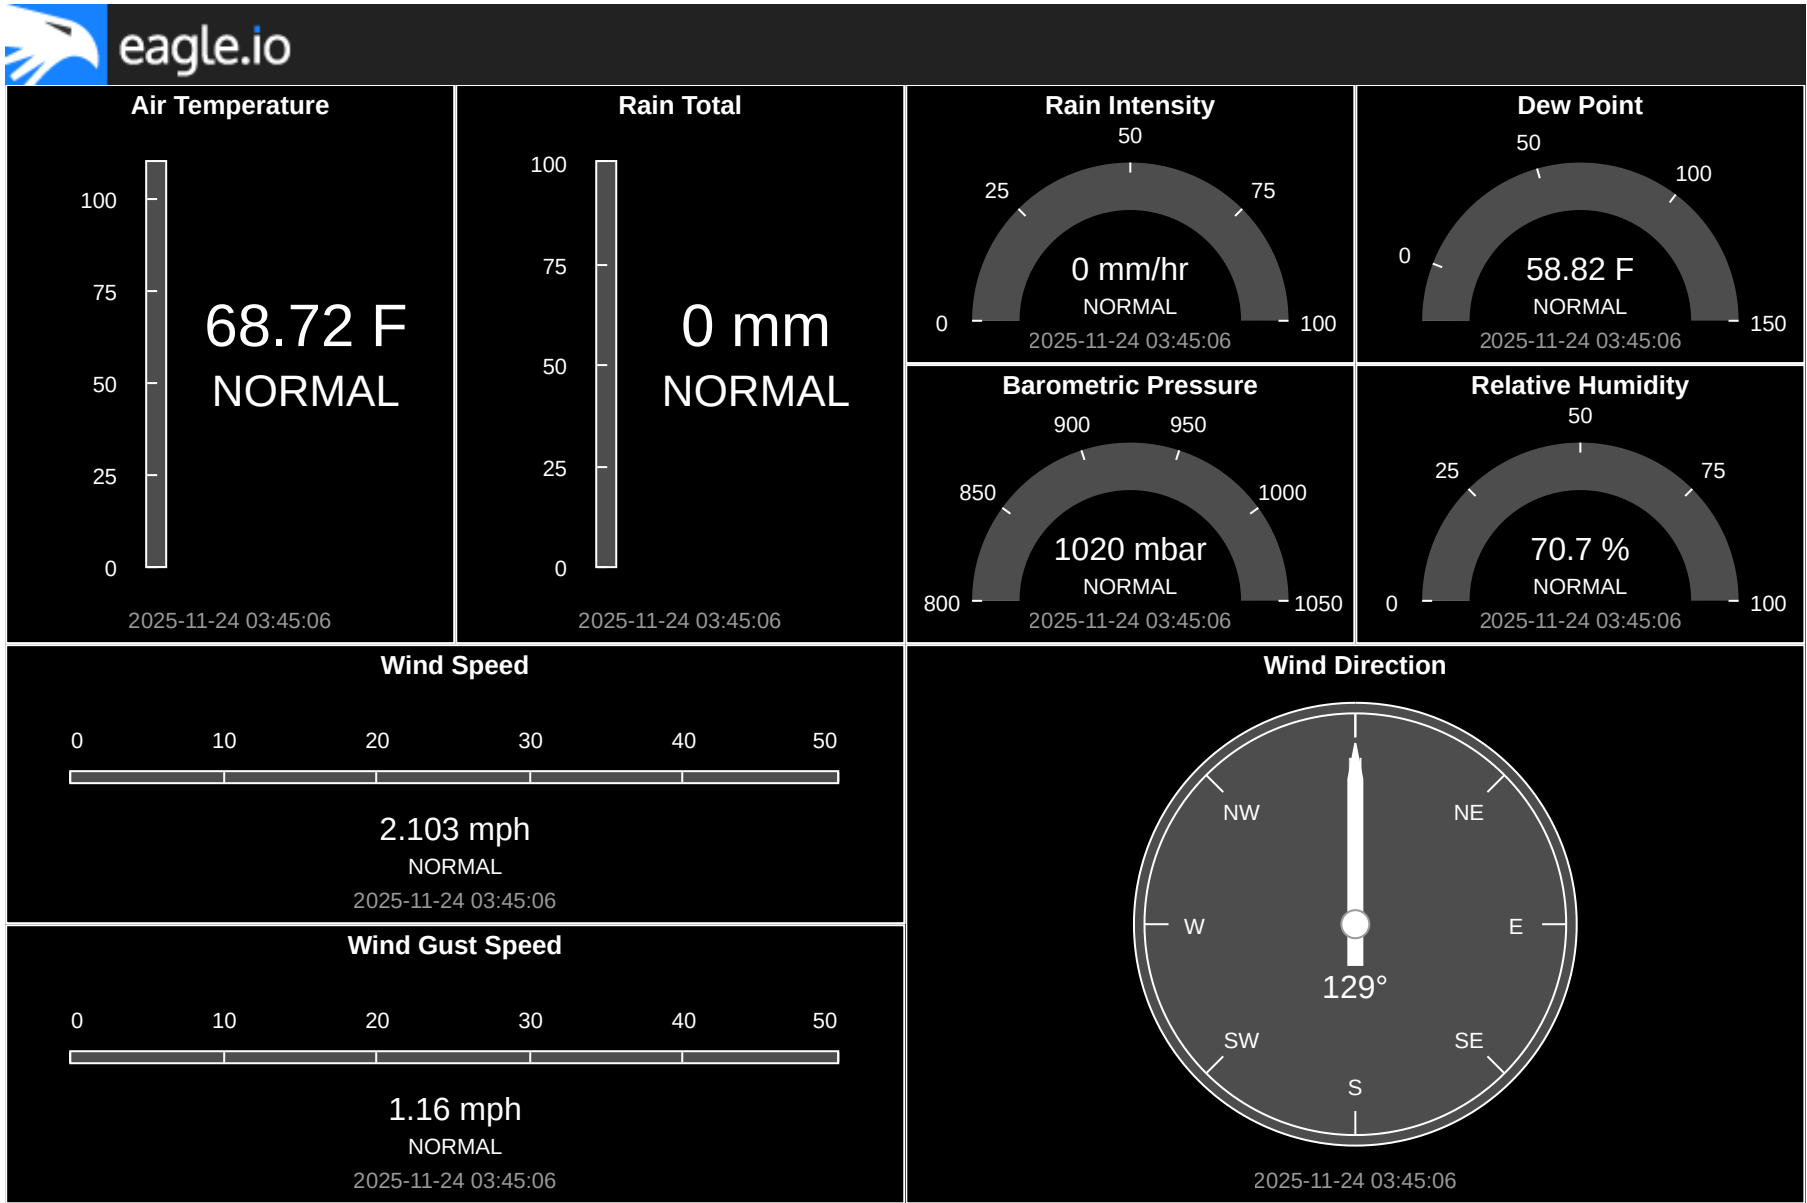 eagle.io
Air Temperature
100
75
50
25
0
68.72 F
NORMAL
2025-11-24 03:45:06
Rain Total
100
75
50
25
0
0 mm
NORMAL
2025-11-24 03:45:06
Rain Intensity
0
25
50
75
100
0 mm/hr
NORMAL
2025-11-24 03:45:06
Dew Point
0
50
100
150
58.82 F
NORMAL
2025-11-24 03:45:06
Barometric Pressure
800
850
900
950
1000
1050
1020 mbar
NORMAL
2025-11-24 03:45:06
Relative Humidity
0
25
50
75
100
70.7 %
NORMAL
2025-11-24 03:45:06
Wind Speed
0 10 20 30 40 50
2.103 mph
NORMAL
2025-11-24 03:45:06
Wind Gust Speed
0 10 20 30 40 50
1.16 mph
NORMAL
2025-11-24 03:45:06
Wind Direction
NW NE
W E
129°
SW SE
S
2025-11-24 03:45:06